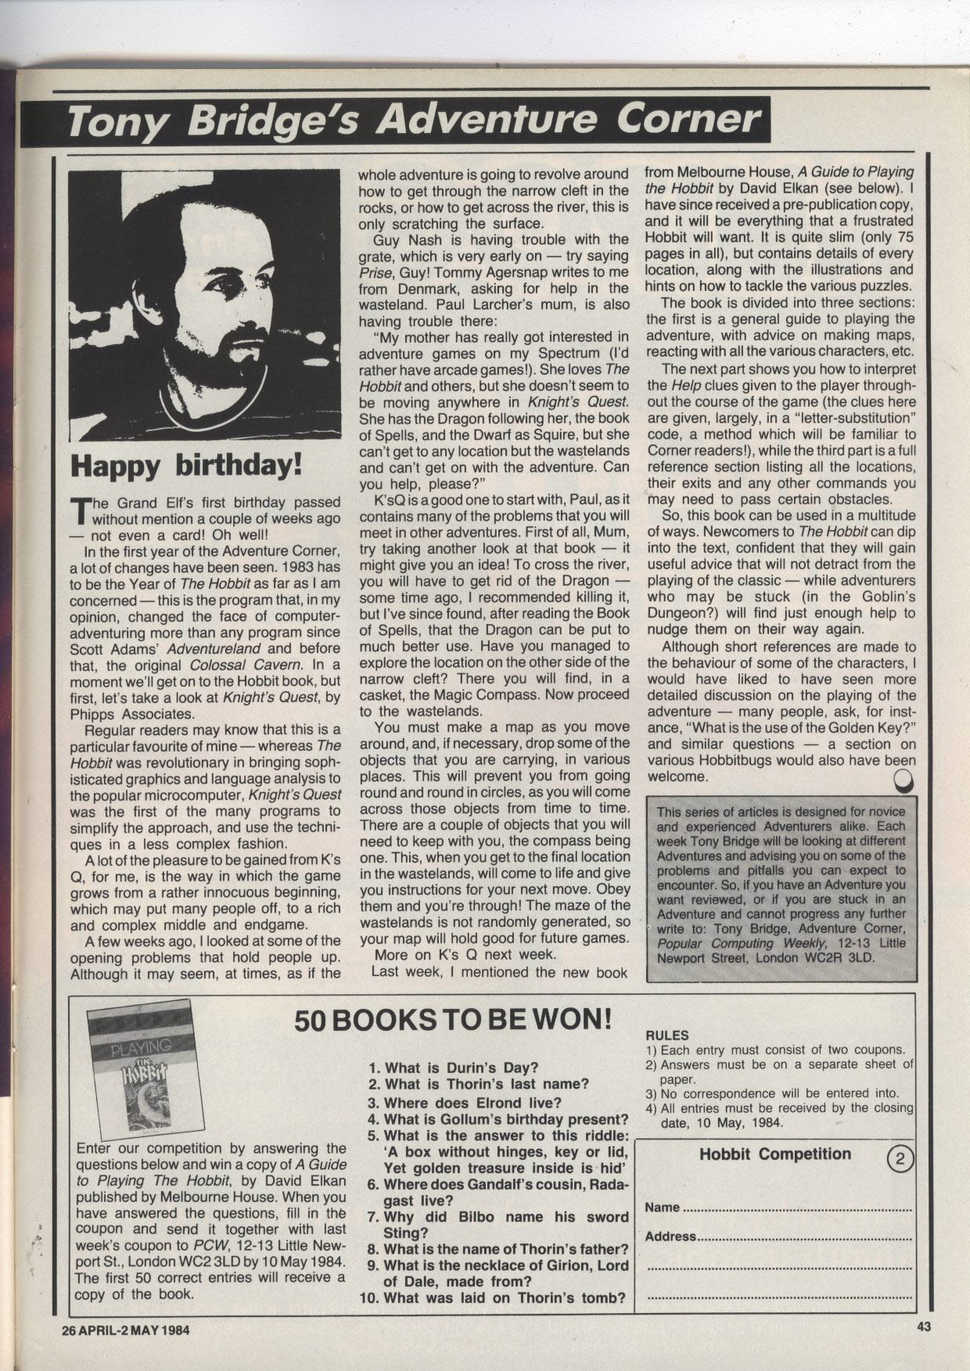 Tony Bridge's Adventure Corner
Happy birthday!
The Grand Elf's first birthday passed
without mention a couple of weeks ago
— not even a card! Oh well!
In the first year of the Adventure Corner,
a lot of changes have been seen. 1983 has
to be the Year of The Hobbit as far as I am
concerned — this is the program that, in my
opinion, changed the face of computer-
adventuring more than any program since
Scott Adams' Adventureland and before
that, the original Colossal Cavern. In a
moment we'll get on to the Hobbit book, but
first, let's take a look at Knight's Quest, by
Phipps Associates.
Regular readers may know that this is a
particular favourite of mine — whereas The
Hobbit was revolutionary in bringing soph-
isticated graphics and language analysis to
the popular microcomputer, Knight's Quest
was the first of the many programs to
simplify the approach, and use the techni-
ques in a less complex fashion.
A lot of the pleasure to be gained from K's
Q, for me, is the way in which the game
grows from a rather innocuous beginning,
which may put many people off, to a rich
and complex middle and endgame.
A few weeks ago, I looked at some of the
opening problems that hold people up.
Although it may seem, at times, as if the
whole adventure is going to revolve around
how to get through the narrow cleft in the
rocks, or how to get across the river, this is
only scratching the surface.
Guy Nash is having trouble with the
grate, which is very early on — try saying
Prise, Guy! Tommy Agersnap writes to me
from Denmark, asking for help in the
wasteland. Paul Larcher's mum, is also
having trouble there:
"My mother has really got interested in
adventure games on my Spectrum (I'd
rather have arcade games!). She loves The
Hobbit and others, but she doesn't seem to
be moving anywhere in Knight's Quest.
She has the Dragon following her, the book
of Spells, and the Dwarf as Squire, but she
can't get to any location but the wastelands
and can't get on with the adventure. Can
you help, please?"
K'sQ is a good one to start with, Paul, as it
contains many of the problems that you will
meet in other adventures. First of all, Mum,
try taking another look at that book — it
might give you an idea! To cross the river,
you will have to get rid of the Dragon —
some time ago, I recommended killing it,
but I've since found, after reading the Book
of Spells, that the Dragon can be put to
much better use. Have you managed to
explore the location on the other side of the
narrow cleft? There you will find, in a
casket, the Magic Compass. Now proceed
to the wastelands.
You must make a map as you move
around, and, if necessary, drop some of the
objects that you are carrying, in various
places. This will prevent you from going
round and round in circles, as you will come
across those objects from time to time.
There are a couple of objects that you will
need to keep with you, the compass being
one. This, when you get to the final location
in the wastelands, will come to life and give
you instructions for your next move. Obey
them and you're through! The maze of the
wastelands is not randomly generated, so
your map will hold good for future games.
More on K's Q next week.
Last week, I mentioned the new book
from Melbourne House, A Guide to Playing
the Hobbit by David Elkan (see below). I
have since received a pre-publication copy,
and it will be everything that a frustrated
Hobbit will want. It is quite slim (only 75
pages in all), but contains details of every
location, along with the illustrations and
hints on how to tackle the various puzzles.
The book is divided into three sections:
the first is a general guide to playing the
adventure, with advice on making maps,
reacting with all the various characters, etc.
The next part shows you how to interpret
the Help clues given to the player through-
out the course of the game (the clues here
are given, largely, in a "letter-substitution"
code, a method which will be familiar to
Corner readers!), while the third part is a full
reference section listing all the locations,
their exits and any other commands you
may need to pass certain obstacles.
So, this book can be used in a multitude
of ways. Newcomers to The Hobbit can dip
into the text, confident that they will gain
useful advice that will not detract from the
playing of the classic — while adventurers
who may be stuck (in the Goblin's
Dungeon?) will find just enough help to
nudge them on their way again.
Although short references are made to
the behaviour of some of the characters, I
would have liked to have seen more
detailed discussion on the playing of the
adventure — many people, ask, for inst-
ance, "What is the use of the Golden Key?"
and similar questions — a section on
various Hobbitbugs would also have been
welcome.
This series of articles is designed for novice
and experienced Adventurers alike. Each
week Tony Bridge will be looking at different
Adventures and advising you on some of the
problems and pitfalls you can expect to
encounter. So, if you have an Adventure you
want reviewed, or if you are stuck in an
Adventure and cannot progress any further
write to: Tony Bridge, Adventure Corner,
Popular Computing Weekly, 12-13 Little
Newport Street, London WC2R 3LD.
PLAYING
THE
HOBBIT
Enter our competition by answering the
questions below and win a copy of A Guide
to Playing The Hobbit, by David Elkan
published by Melbourne House. When you
have answered the questions, fill in the
coupon and send it together with last
week's coupon to PCW, 12-13 Little New-
port St., London WC2 3LD by 10 May 1984.
The first 50 correct entries will receive a
copy of the book.
50 BOOKS TO BE WON!
1. What is Durin's Day?
2. What is Thorin's last name?
3. Where does Elrond live?
4. What is Gollum's birthday present?
5. What is the answer to this riddle:
'A box without hinges, key or lid,
Yet golden treasure inside is hid'
6. Where does Gandalf's cousin, Rada-
gast live?
7. Why did Bilbo name his sword
Sting?
8. What is the name of Thorin's father?
9. What is the necklace of Girion, Lord
of Dale, made from?
10. What was laid on Thorin's tomb?
RULES
1) Each entry must consist of two coupons.
2) Answers must be on a separate sheet of
paper.
3) No correspondence will be entered into.
4) All entries must be received by the closing
date, 10 May, 1984.
Hobbit Competition 2
Name
Address
26 APRIL-2 MAY 1984
43